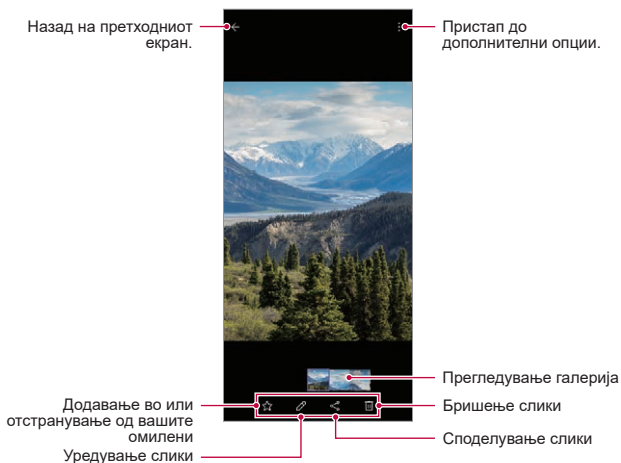 Назад на претходниот
екран.
Пристап до
дополнителни опции.
Прегледување галерија
Додавање во или
отстранување од вашите
омилени
Бришење слики
Споделување слики
Уредување слики